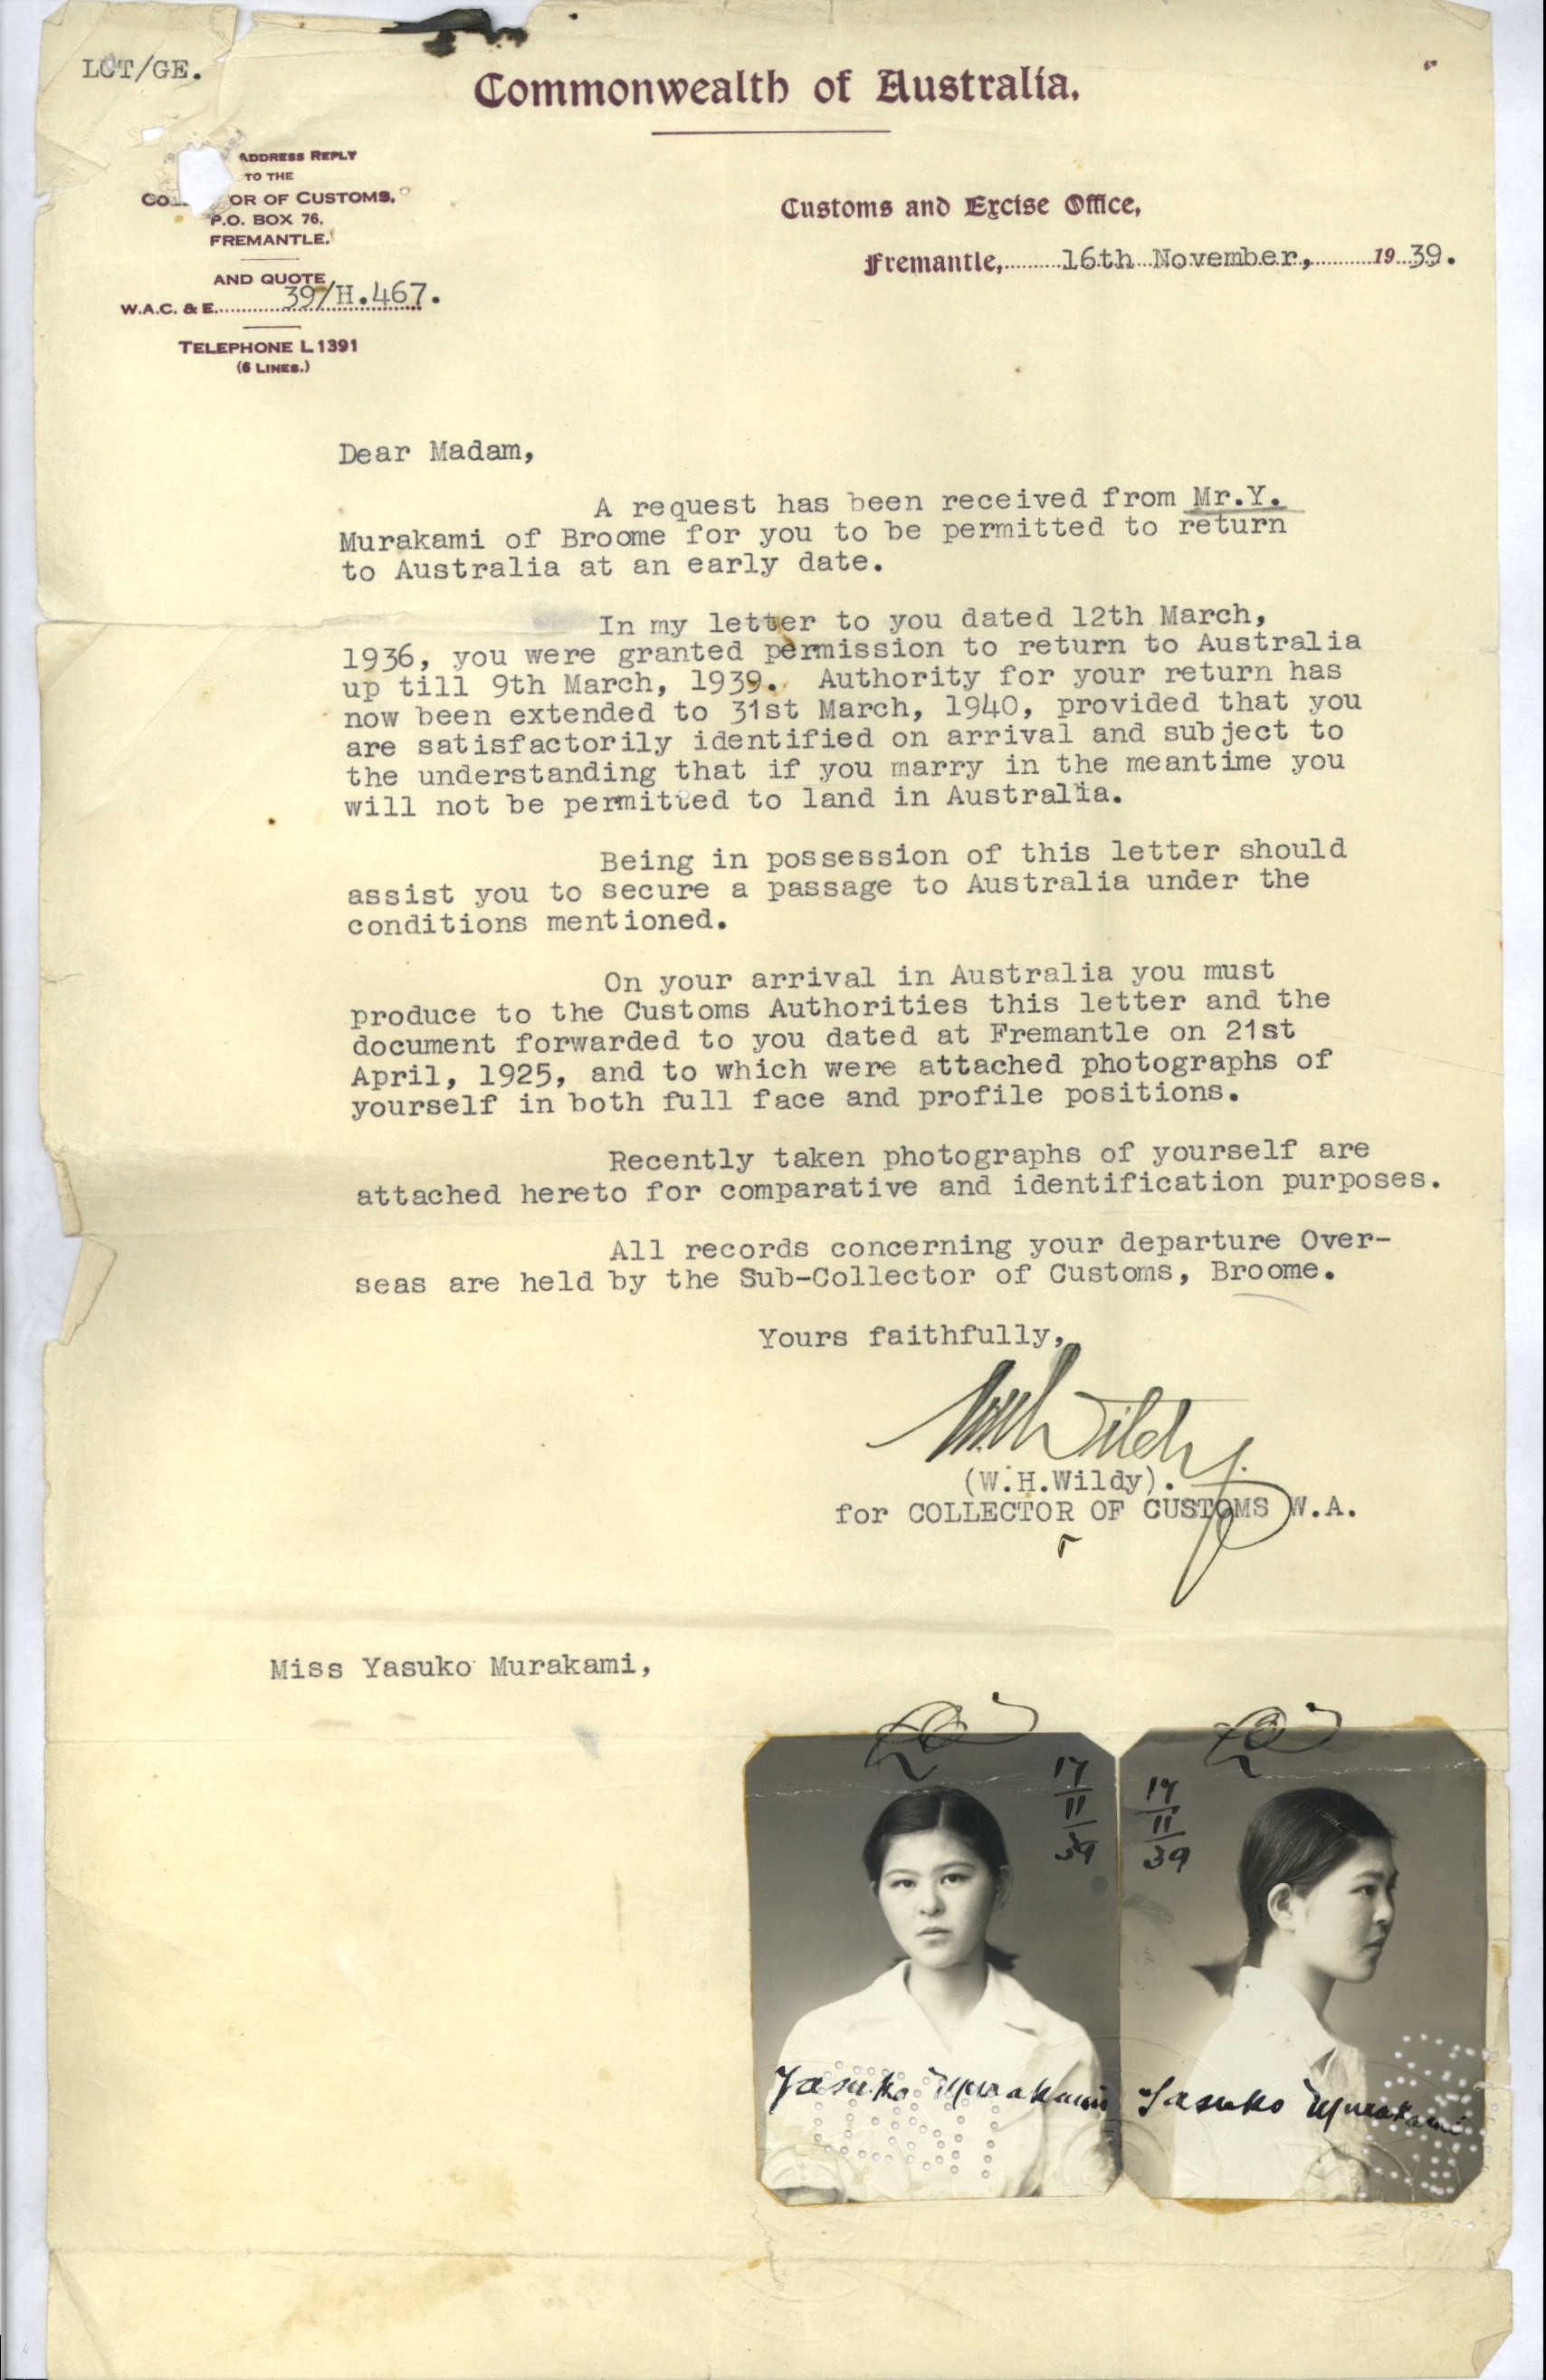 LCT/GE.
Commonwealth of Australia.
ADDRESS REPLY
TO THE
OR OF CUSTOMS,
P.O. BOX 76,
FREMANTLE.
AND QUOTE
W.A.C. & E. 39/H.467.
TELEPHONE L 1391
(6 LINES.)
Customs and Excise Office,
Fremantle, 16th November, 1939.
Dear Madam,
A request has been received from Mr.Y.
Murakami of Broome for you to be permitted to return
to Australia at an early date.
In my letter to you dated 12th March,
1936, you were granted permission to return to Australia
up till 9th March, 1939. Authority for your return has
now been extended to 31st March, 1940, provided that you
are satisfactorily identified on arrival and subject to
the understanding that if you marry in the meantime you
will not be permitted to land in Australia.
Being in possession of this letter should
assist you to secure a passage to Australia under the
conditions mentioned.
On your arrival in Australia you must
produce to the Customs Authorities this letter and the
document forwarded to you dated at Fremantle on 21st
April, 1925, and to which were attached photographs of
yourself in both full face and profile positions.
Recently taken photographs of yourself are
attached hereto for comparative and identification purposes.
All records concerning your departure Over-
seas are held by the Sub-Collector of Customs, Broome.
Yours faithfully,
WHWildy.
(W.H.Wildy).
for COLLECTOR OF CUSTOMS W.A.
Miss Yasuko Murakami,
17
11
39
17
11
39
Yasuko Murakami
Yasuko Murakami